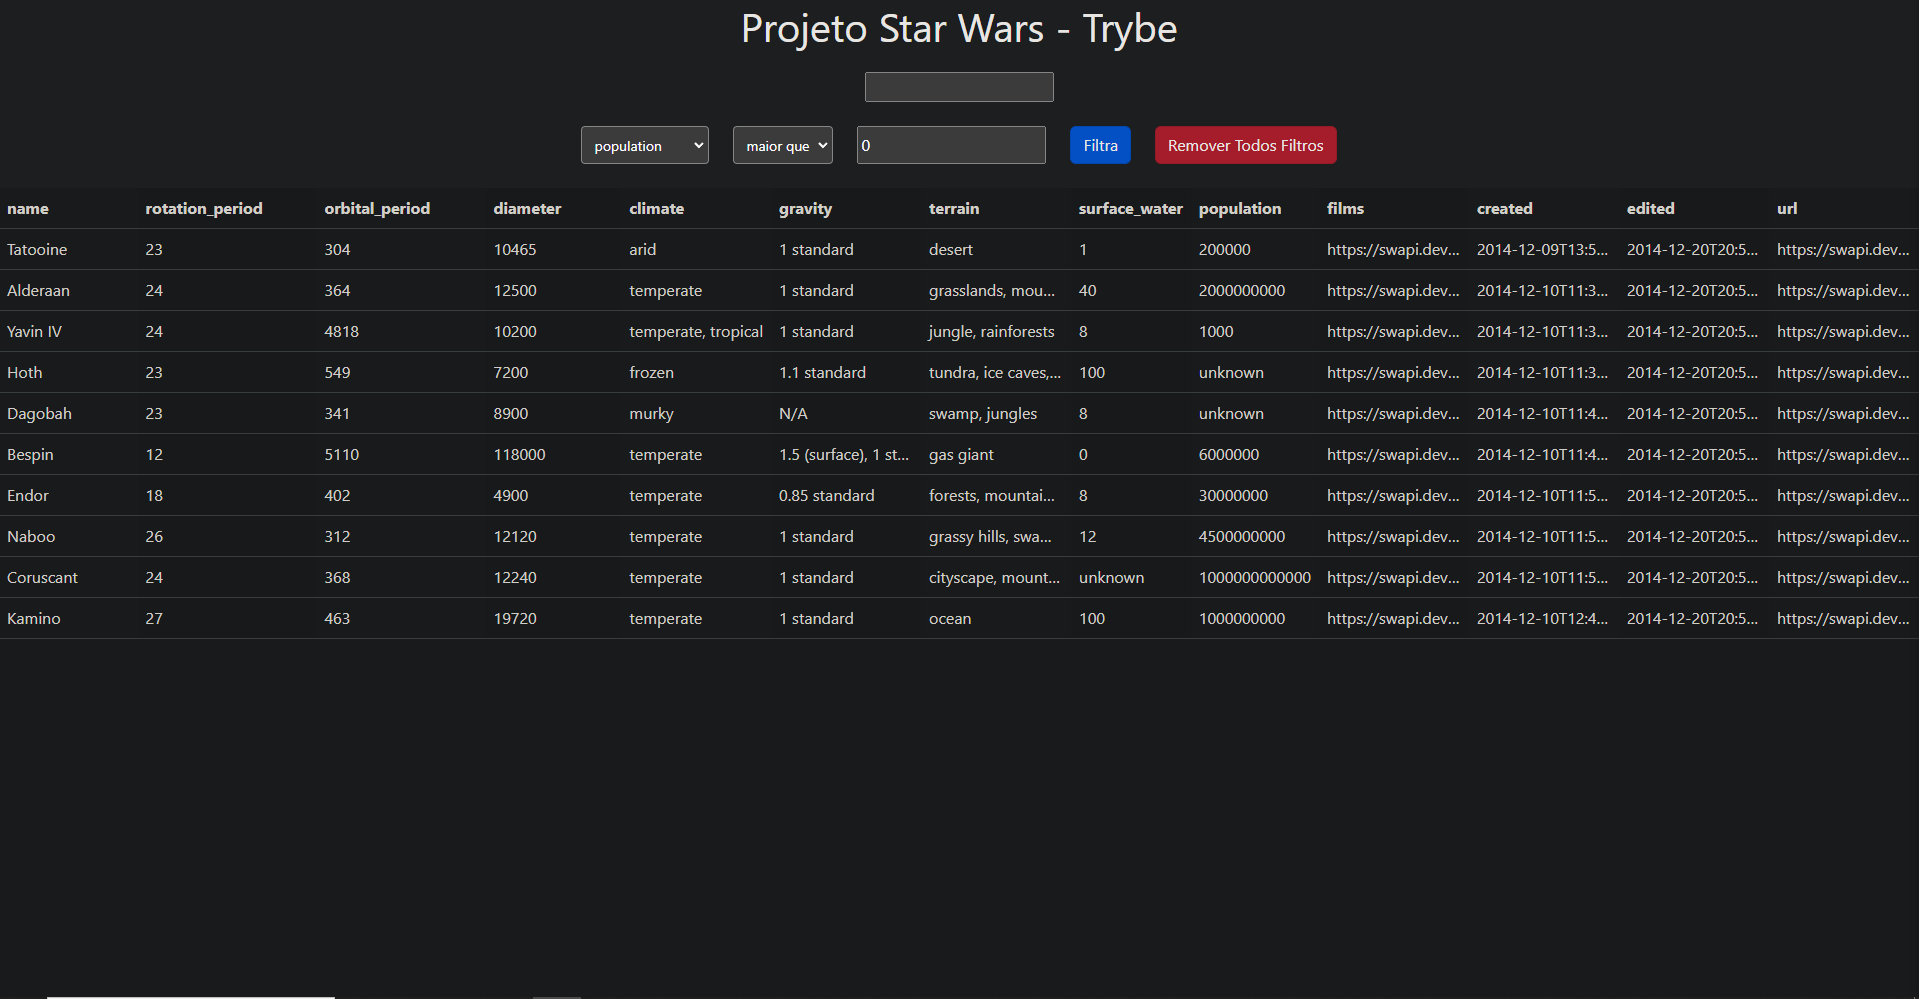 Projeto Star Wars - Trybe
population maior que 0 Filtra Remover Todos Filtros
name rotation_period orbital_period diameter climate gravity terrain surface_water population films created edited url
Tatooine 23 304 10465 arid 1 standard desert 1 200000 https://swapi.dev... 2014-12-09T13:5... 2014-12-20T20:5... https://swapi.dev...
Alderaan 24 364 12500 temperate 1 standard grasslands, mou... 40 2000000000 https://swapi.dev... 2014-12-10T11:3... 2014-12-20T20:5... https://swapi.dev...
Yavin IV 24 4818 10200 temperate, tropical 1 standard jungle, rainforests 8 1000 https://swapi.dev... 2014-12-10T11:3... 2014-12-20T20:5... https://swapi.dev...
Hoth 23 549 7200 frozen 1.1 standard tundra, ice caves,... 100 unknown https://swapi.dev... 2014-12-10T11:3... 2014-12-20T20:5... https://swapi.dev...
Dagobah 23 341 8900 murky N/A swamp, jungles 8 unknown https://swapi.dev... 2014-12-10T11:4... 2014-12-20T20:5... https://swapi.dev...
Bespin 12 5110 118000 temperate 1.5 (surface), 1 st... gas giant 0 6000000 https://swapi.dev... 2014-12-10T11:4... 2014-12-20T20:5... https://swapi.dev...
Endor 18 402 4900 temperate 0.85 standard forests, mountai... 8 30000000 https://swapi.dev... 2014-12-10T11:5... 2014-12-20T20:5... https://swapi.dev...
Naboo 26 312 12120 temperate 1 standard grassy hills, swa... 12 4500000000 https://swapi.dev... 2014-12-10T11:5... 2014-12-20T20:5... https://swapi.dev...
Coruscant 24 368 12240 temperate 1 standard cityscape, mount... unknown 1000000000000 https://swapi.dev... 2014-12-10T11:5... 2014-12-20T20:5... https://swapi.dev...
Kamino 27 463 19720 temperate 1 standard ocean 100 1000000000 https://swapi.dev... 2014-12-10T12:4... 2014-12-20T20:5... https://swapi.dev...